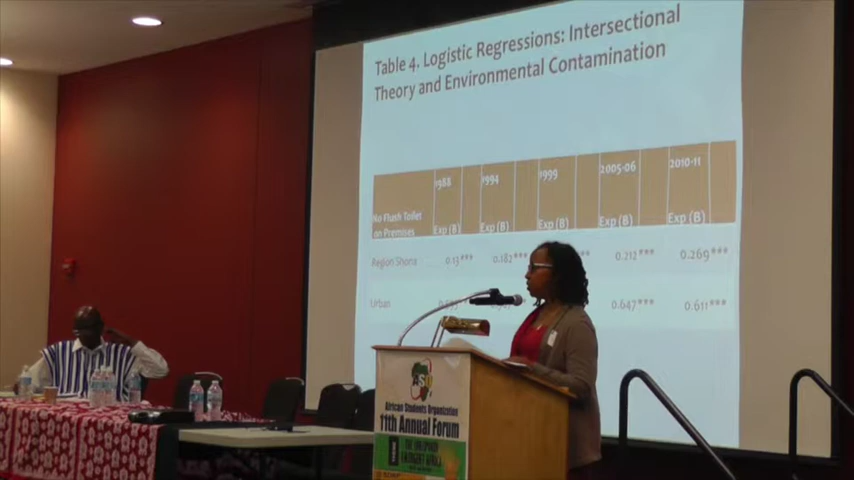 Table 4. Logistic Regressions: Intersectional
Theory and Environmental Contamination
1988 1994 1999 2005-06 2010-11
No Flush Toilet
on Premises Exp (B) Exp (B) Exp (B) Exp (B) Exp (B)
Region Shona 0.13*** 0.182*** 0.212*** 0.269***
Urban 0.647*** 0.611***
ASO
African Students Organization
11th Annual Forum